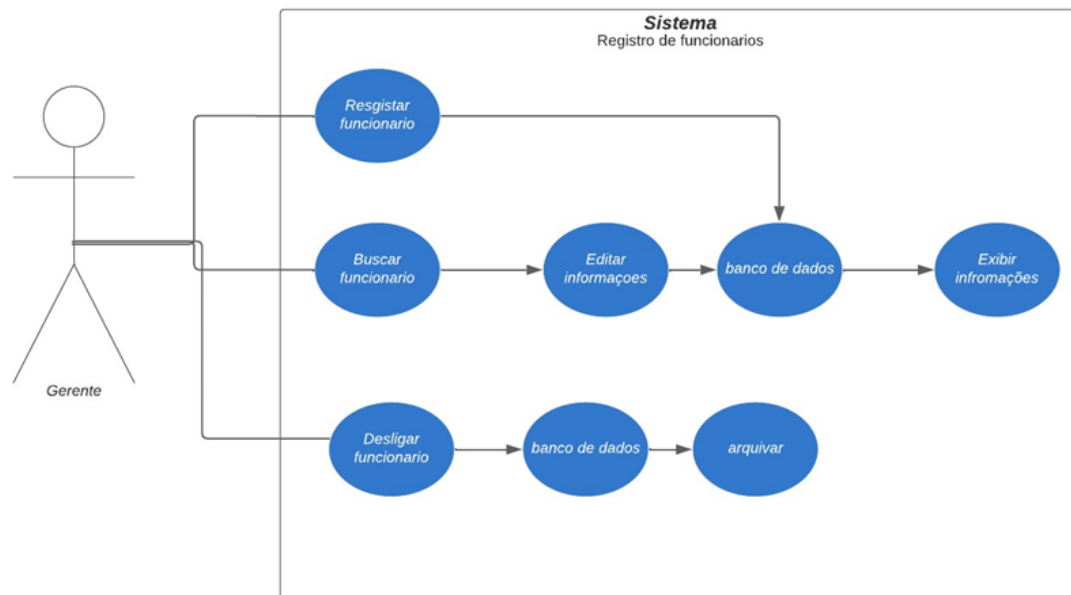 Sistema
Registro de funcionarios
Resgistar
funcionario
Buscar
funcionario
Editar
informaçoes
banco de dados
Exibir
infromações
Gerente
Desligar
funcionario
banco de dados
arquivar